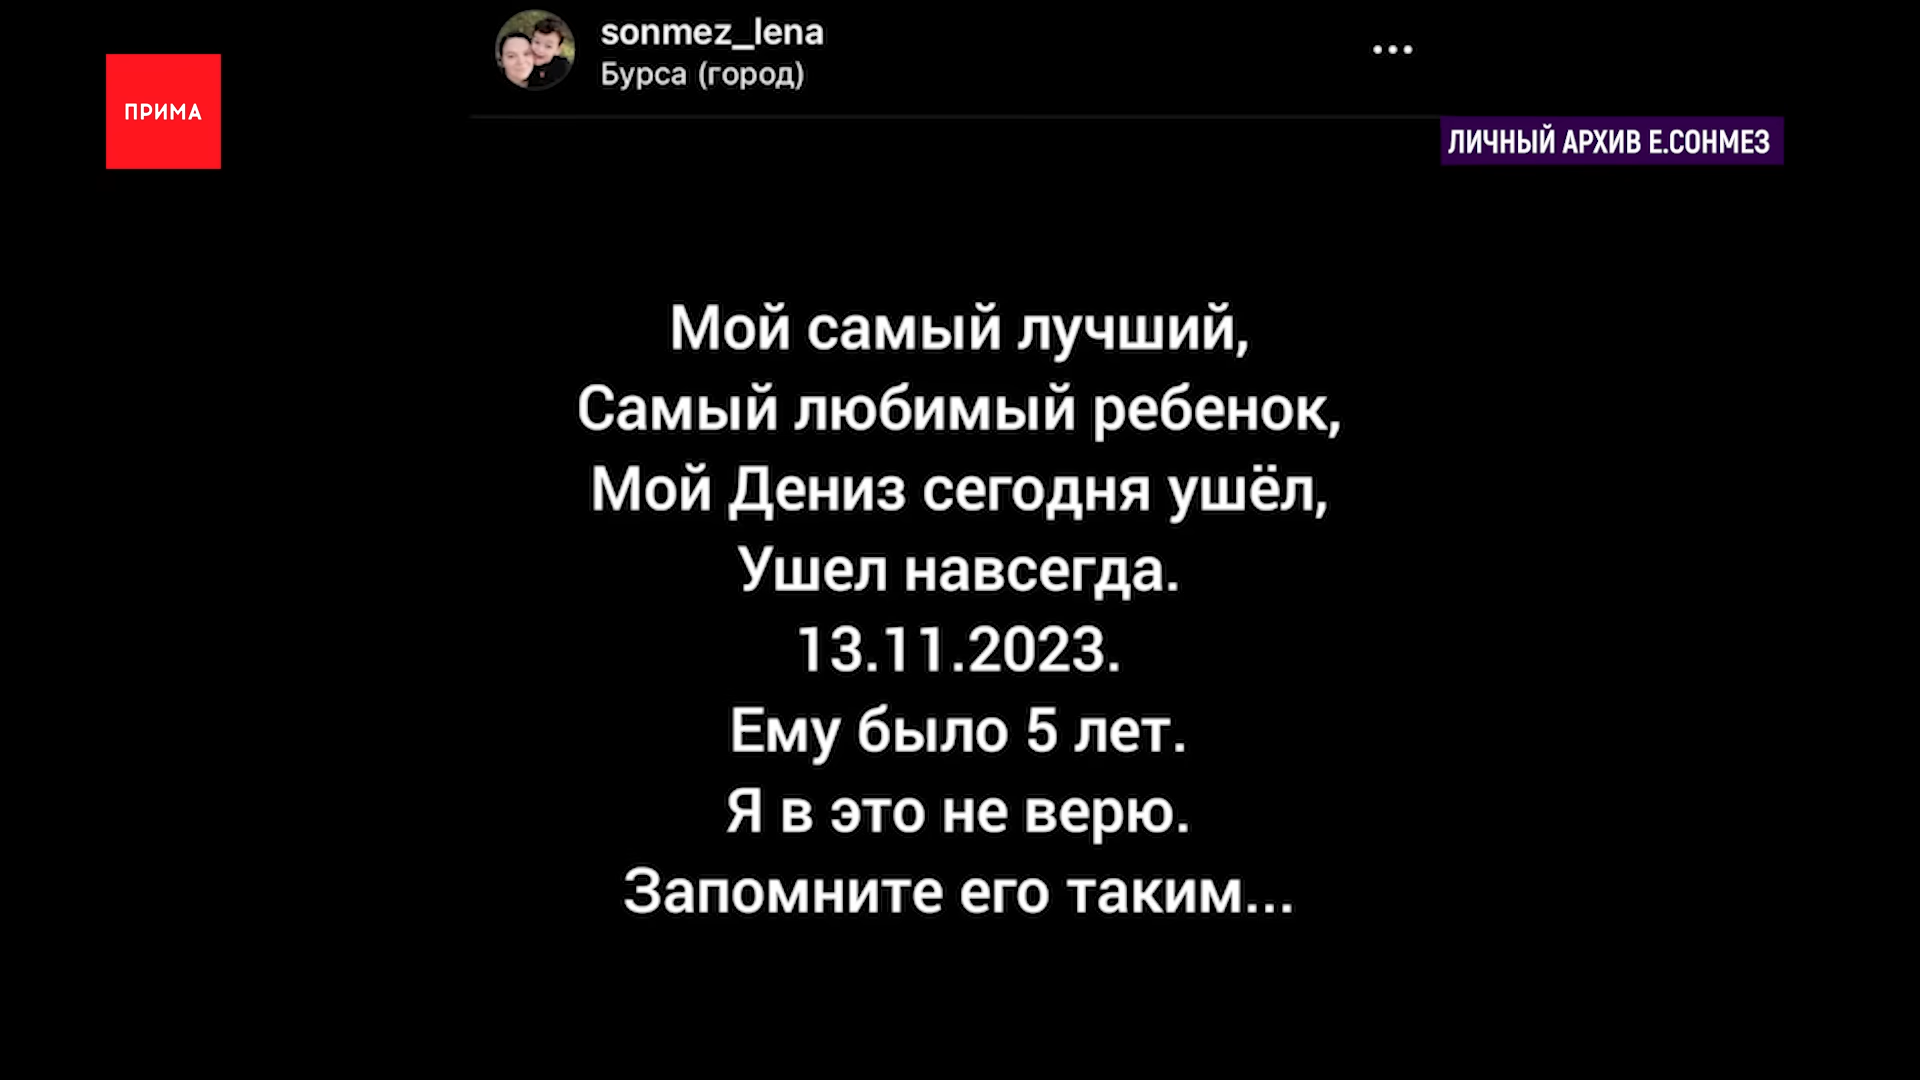 sonmez_lena
Бурса (город)
ПРИМА
ЛИЧНЫЙ АРХИВ Е.СОНМЕЗ
Мой самый лучший,
Самый любимый ребенок,
Мой Дениз сегодня ушёл,
Ушел навсегда.
13.11.2023.
Ему было 5 лет.
Я в это не верю.
Запомните его таким...